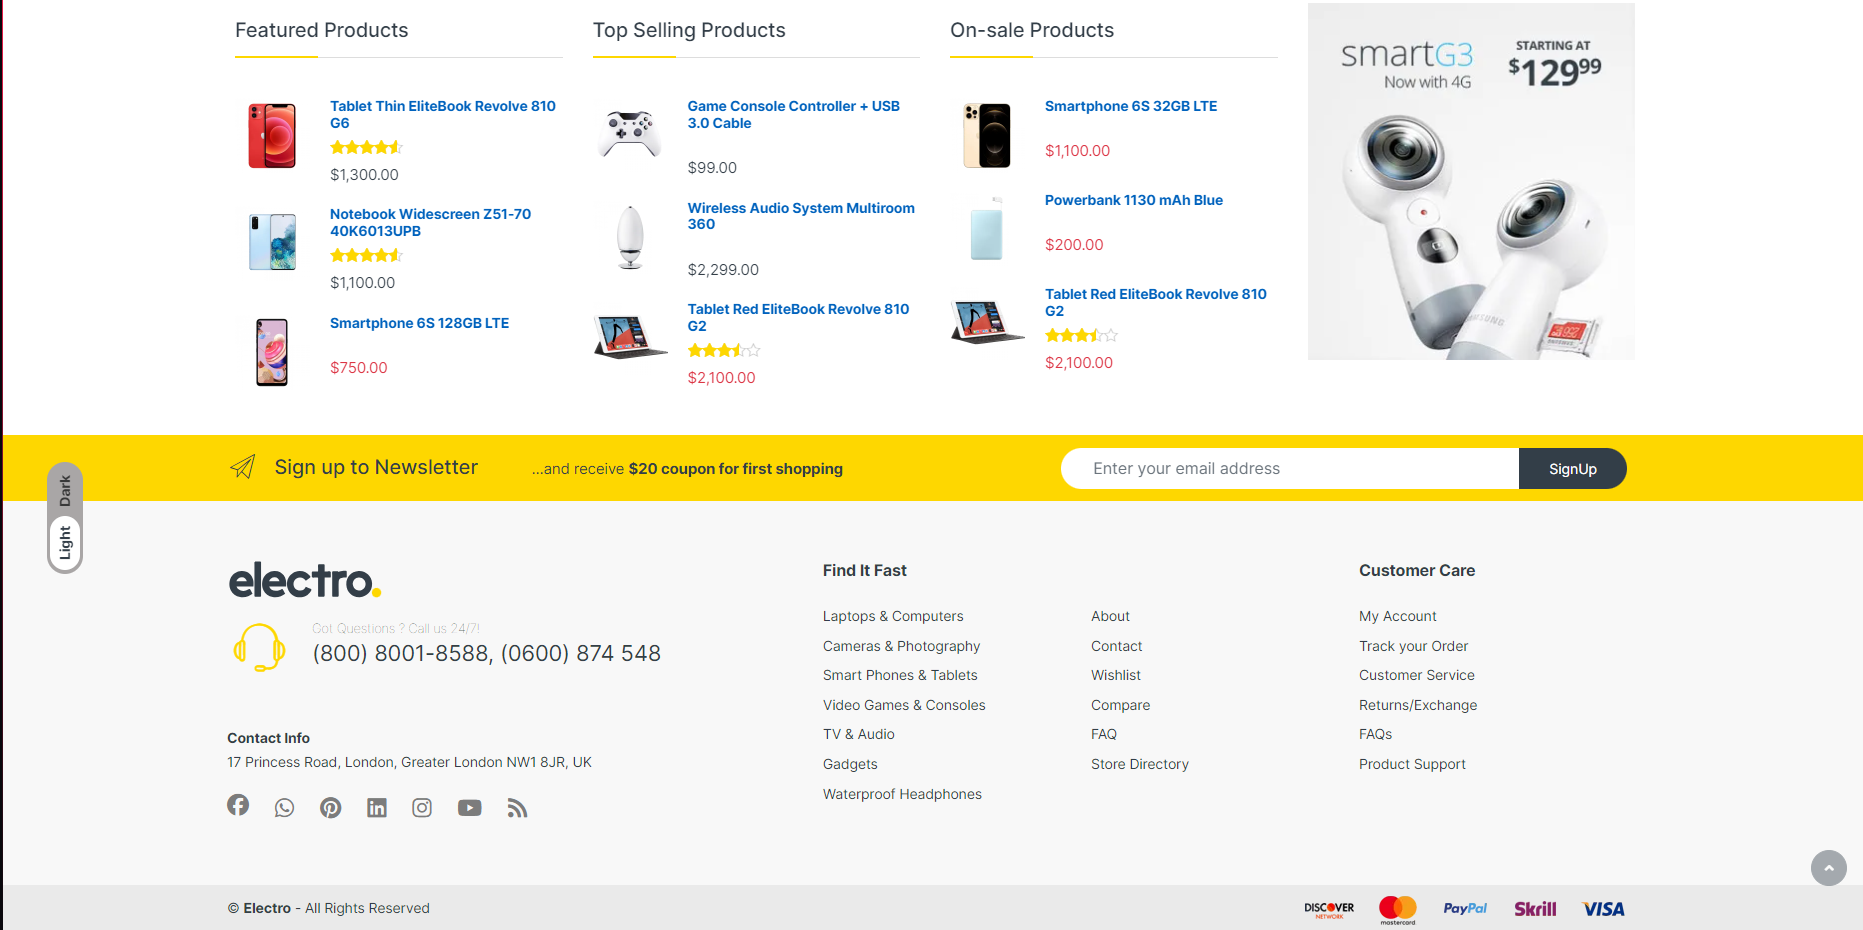 Featured Products
Tablet Thin EliteBook Revolve 810
G6
$1,300.00
Notebook Widescreen Z51-70
40K6013UPB
$1,100.00
Smartphone 6S 128GB LTE
$750.00
Top Selling Products
Game Console Controller + USB
3.0 Cable
$99.00
Wireless Audio System Multiroom
360
$2,299.00
Tablet Red EliteBook Revolve 810
G2
$2,100.00
On-sale Products
Smartphone 6S 32GB LTE
$1,100.00
Powerbank 1130 mAh Blue
$200.00
Tablet Red EliteBook Revolve 810
G2
$2,100.00
smartG3
Now with 4G
STARTING AT
$12999
SAMSUNG
Sign up to Newsletter
...and receive $20 coupon for first shopping
Enter your email address
SignUp
Dark
Light
electro.
Got Questions ? Call us 24/7!
(800) 8001-8588, (0600) 874 548
Contact Info
17 Princess Road, London, Greater London NW1 8JR, UK
Find It Fast
Laptops & Computers
Cameras & Photography
Smart Phones & Tablets
Video Games & Consoles
TV & Audio
Gadgets
Waterproof Headphones
About
Contact
Wishlist
Compare
FAQ
Store Directory
Customer Care
My Account
Track your Order
Customer Service
Returns/Exchange
FAQs
Product Support
© Electro - All Rights Reserved
DISCOVER
NETWORK
mastercard
PayPal
Skrill
VISA